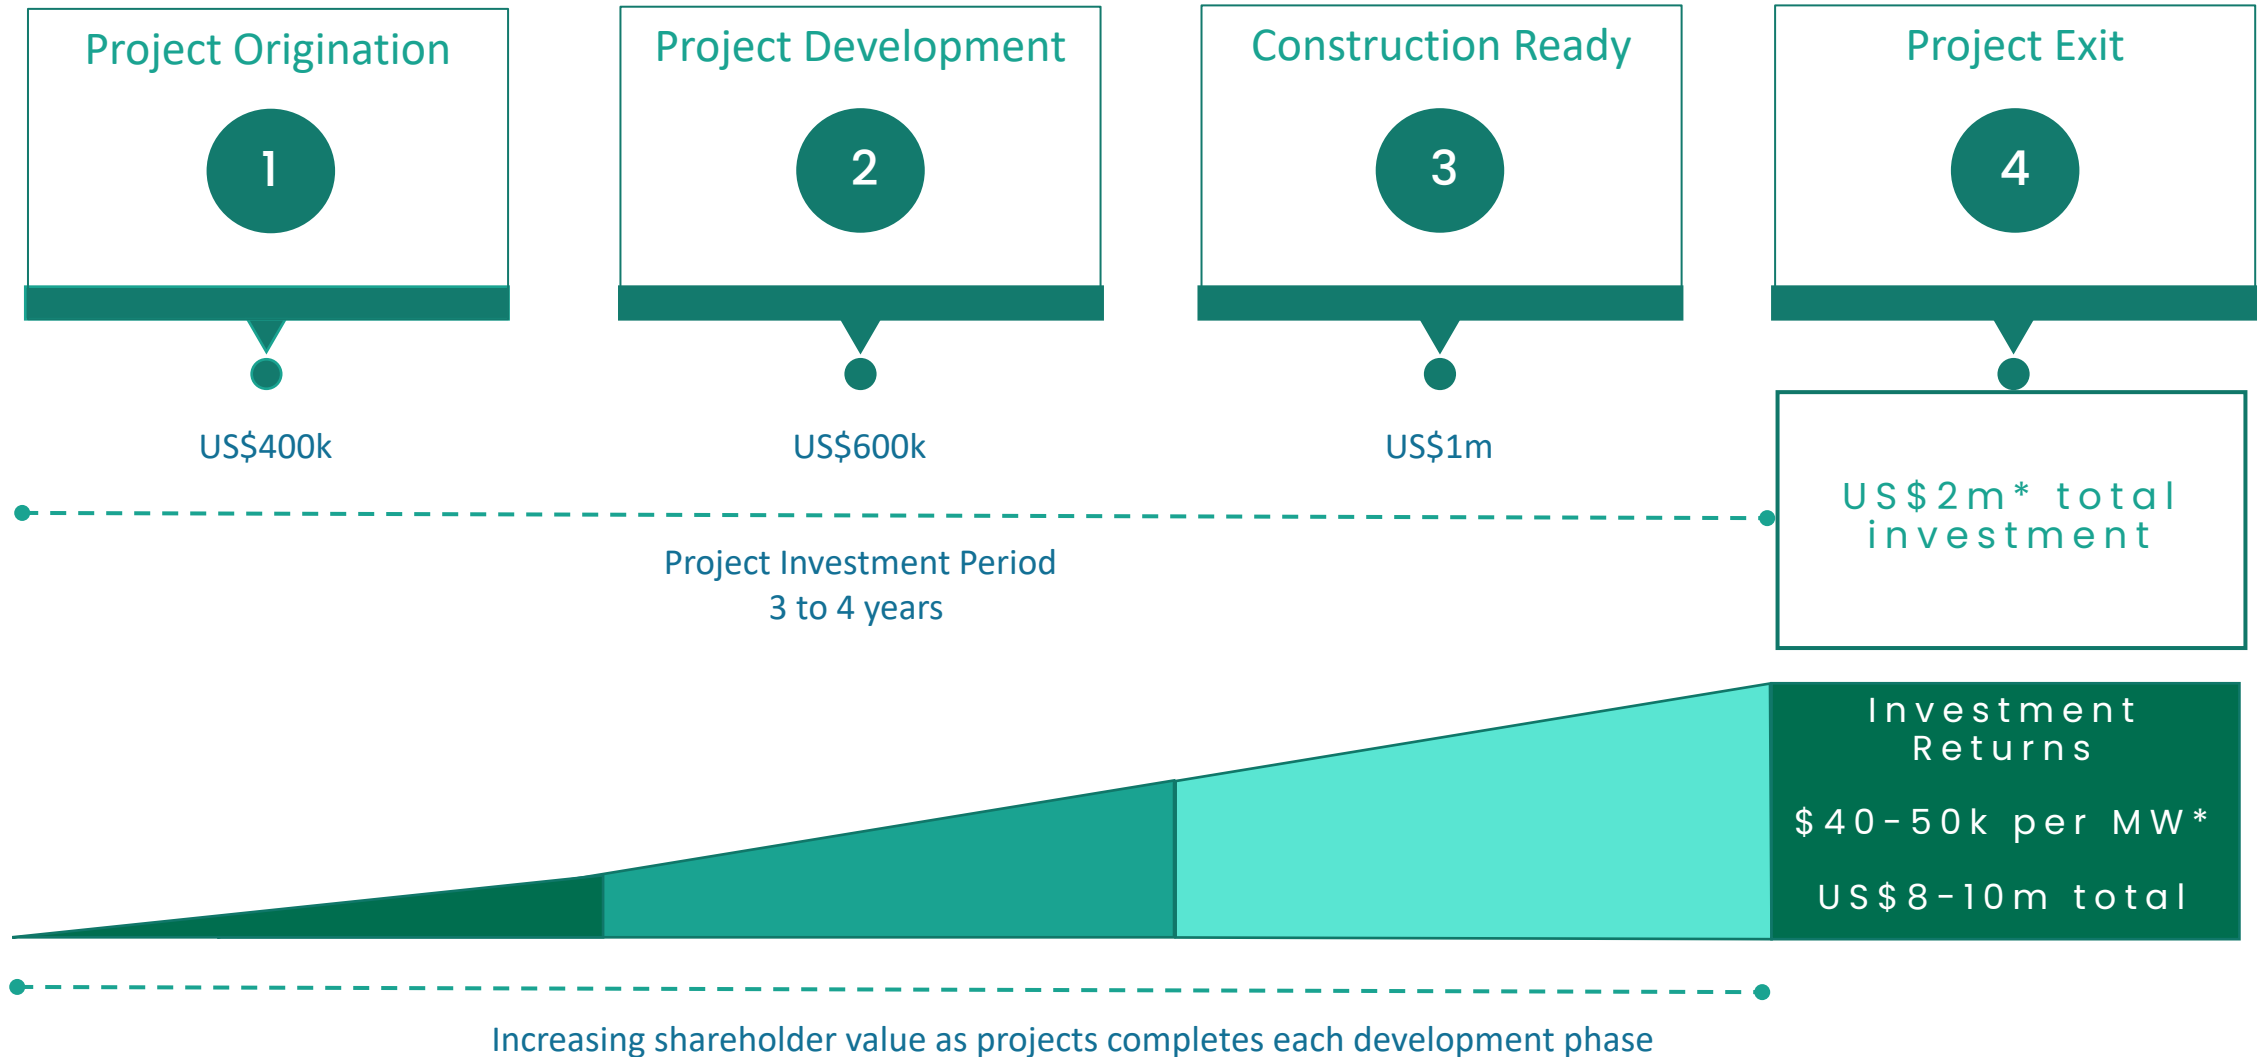 Project Origination
1
Project Development
2
Construction Ready
3
Project Exit
4
US$400k
US$600k
US$1m
US$2m* total
investment
Project Investment Period
3 to 4 years
Investment
Returns
$40-50k per MW*
US$8-10m total
Increasing shareholder value as projects completes each development phase